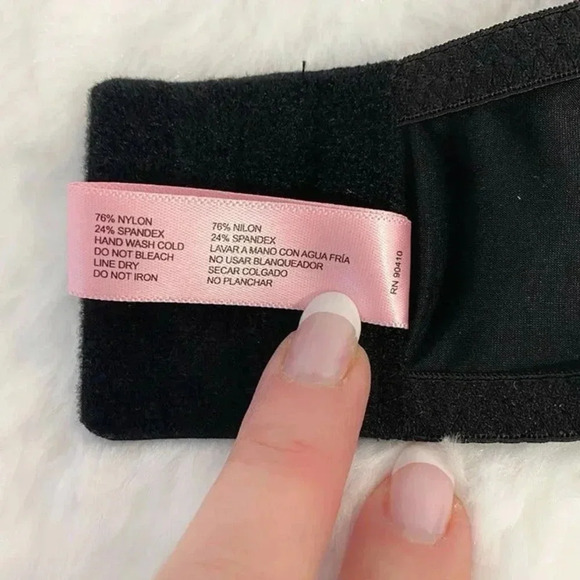 76% NYLON
24% SPANDEX
HAND WASH COLD
DO NOT BLEACH
LINE DRY
DO NOT IRON
76% NILON
24% SPANDEX
LAVAR A MANO CON AGUA FRÍA
NO USAR BLANQUEADOR
SECAR COLGADO
NO PLANCHAR
RN 90410